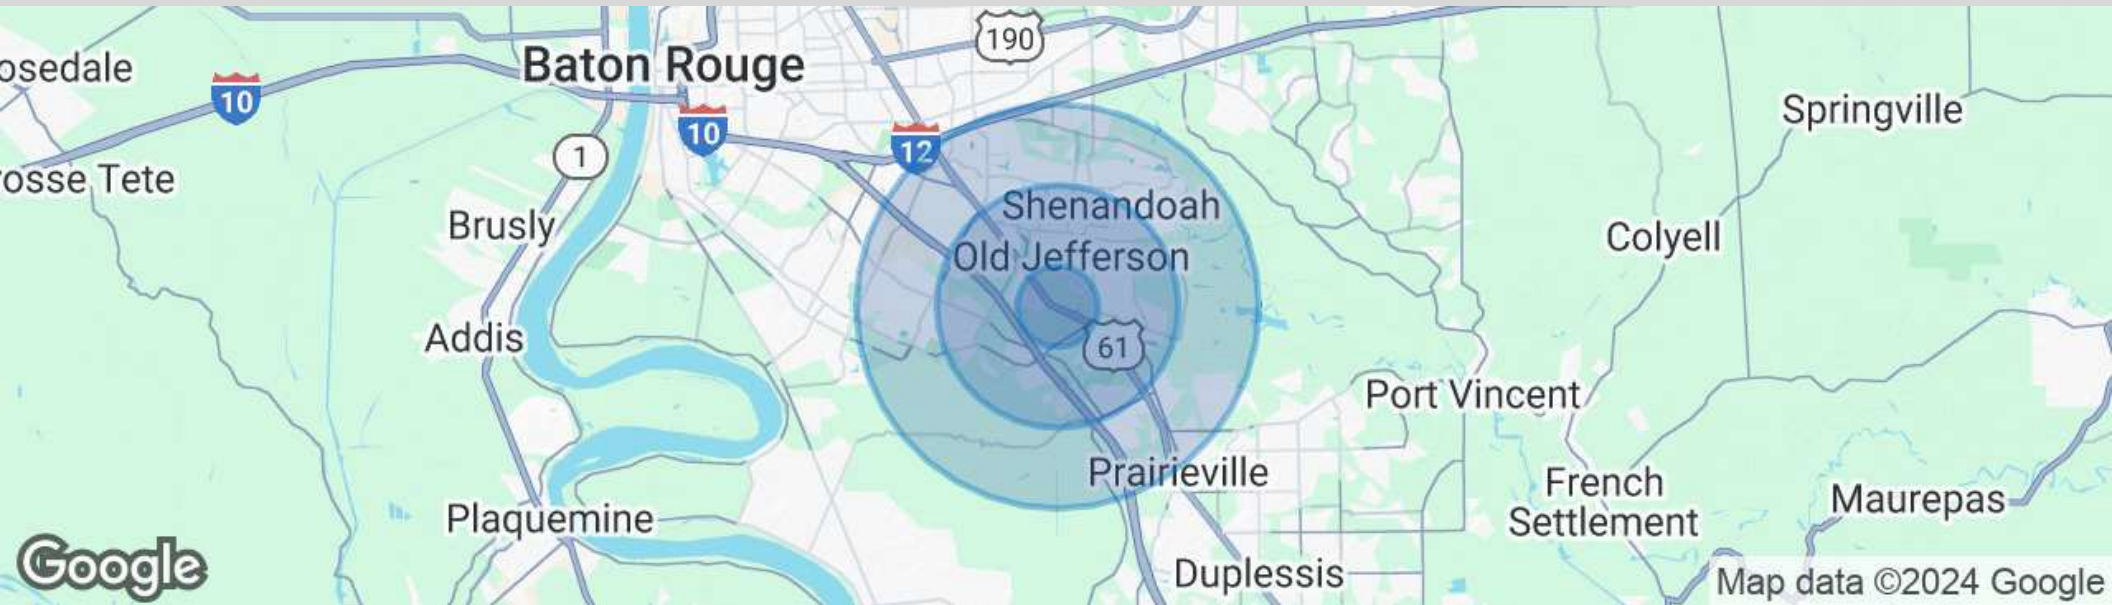 190
Baton Rouge
osedale
10
Springville
10
1
12
rosse Tete
Shenandoah
Brusly
Colyell
Old Jefferson
Addis
61
Port Vincent
Prairieville
French
Settlement
Maurepas
Plaquemine
Google
Duplessis
Map data ©2024 Google